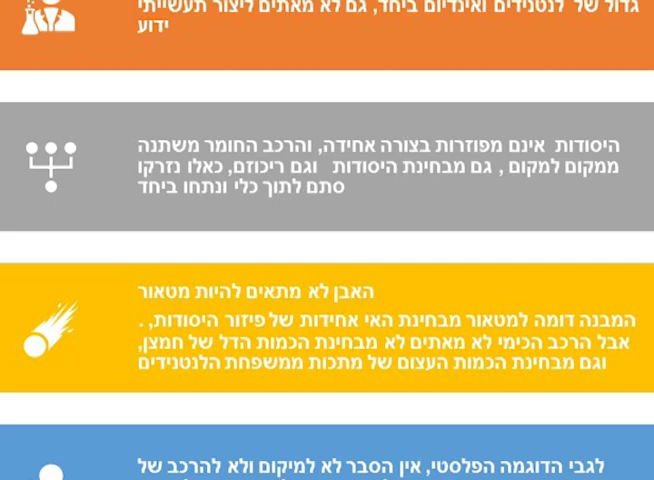 גדול של לנטנידים ואינדיום ביחד, גם לא מאתים ליצור תעשייתי
ידוע
היסודות אינם מפוזרות בצורה אחידה, והרכב החומר משתנה
ממקום למקום , גם מבחינת היסודות וגם ריכוזם, כאלו נזרקו
סתם לתוך כלי ונתחו ביחד
האבן לא מתאים להיות מטאור
המבנה דומה למטאור מבחינת האי אחידות של פיזור היסודות, .
אבל הרכב הכימי לא מאתים לא מבחינת הכמות הדל של חמצן,
וגם מבחינת הכמות העצום של מתכות ממשפחת הלנטנידים
לגבי הדוגמה הפלסטי, אין הסבר לא למיקום ולא להרכב של